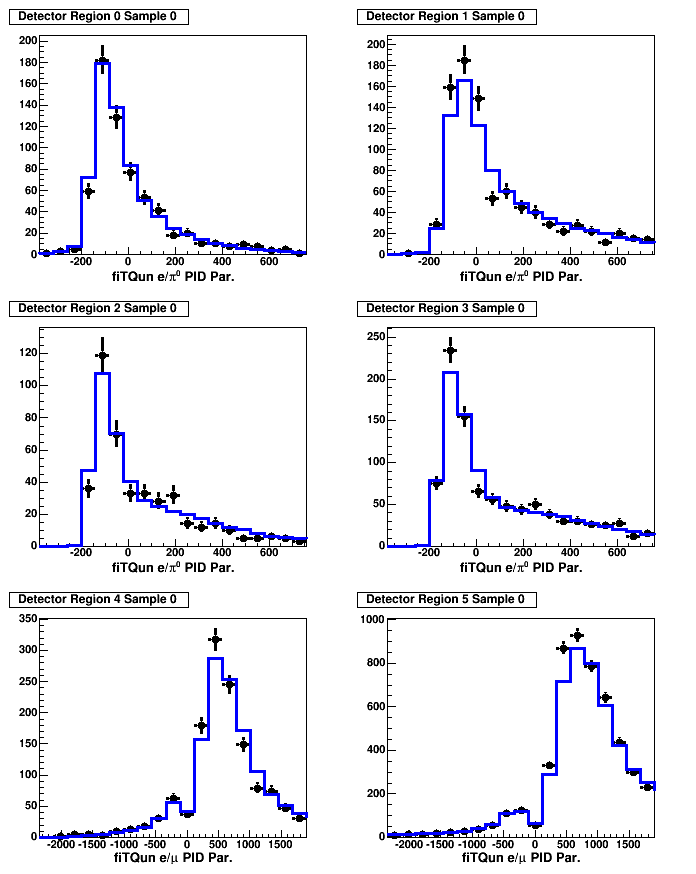 Detector Region 0 Sample 0
200
180
160
140
120
100
80
60
40
20
0
-200 0 200 400 600
fiTQun e/π⁰ PID Par.
Detector Region 1 Sample 0
200
180
160
140
120
100
80
60
40
20
0
-200 0 200 400 600
fiTQun e/π⁰ PID Par.
Detector Region 2 Sample 0
120
100
80
60
40
20
0
-200 0 200 400 600
fiTQun e/π⁰ PID Par.
Detector Region 3 Sample 0
250
200
150
100
50
0
-200 0 200 400 600
fiTQun e/π⁰ PID Par.
Detector Region 4 Sample 0
350
300
250
200
150
100
50
0
-2000 -1500 -1000 -500 0 500 1000 1500
fiTQun e/μ PID Par.
Detector Region 5 Sample 0
1000
800
600
400
200
0
-2000 -1500 -1000 -500 0 500 1000 1500
fiTQun e/μ PID Par.